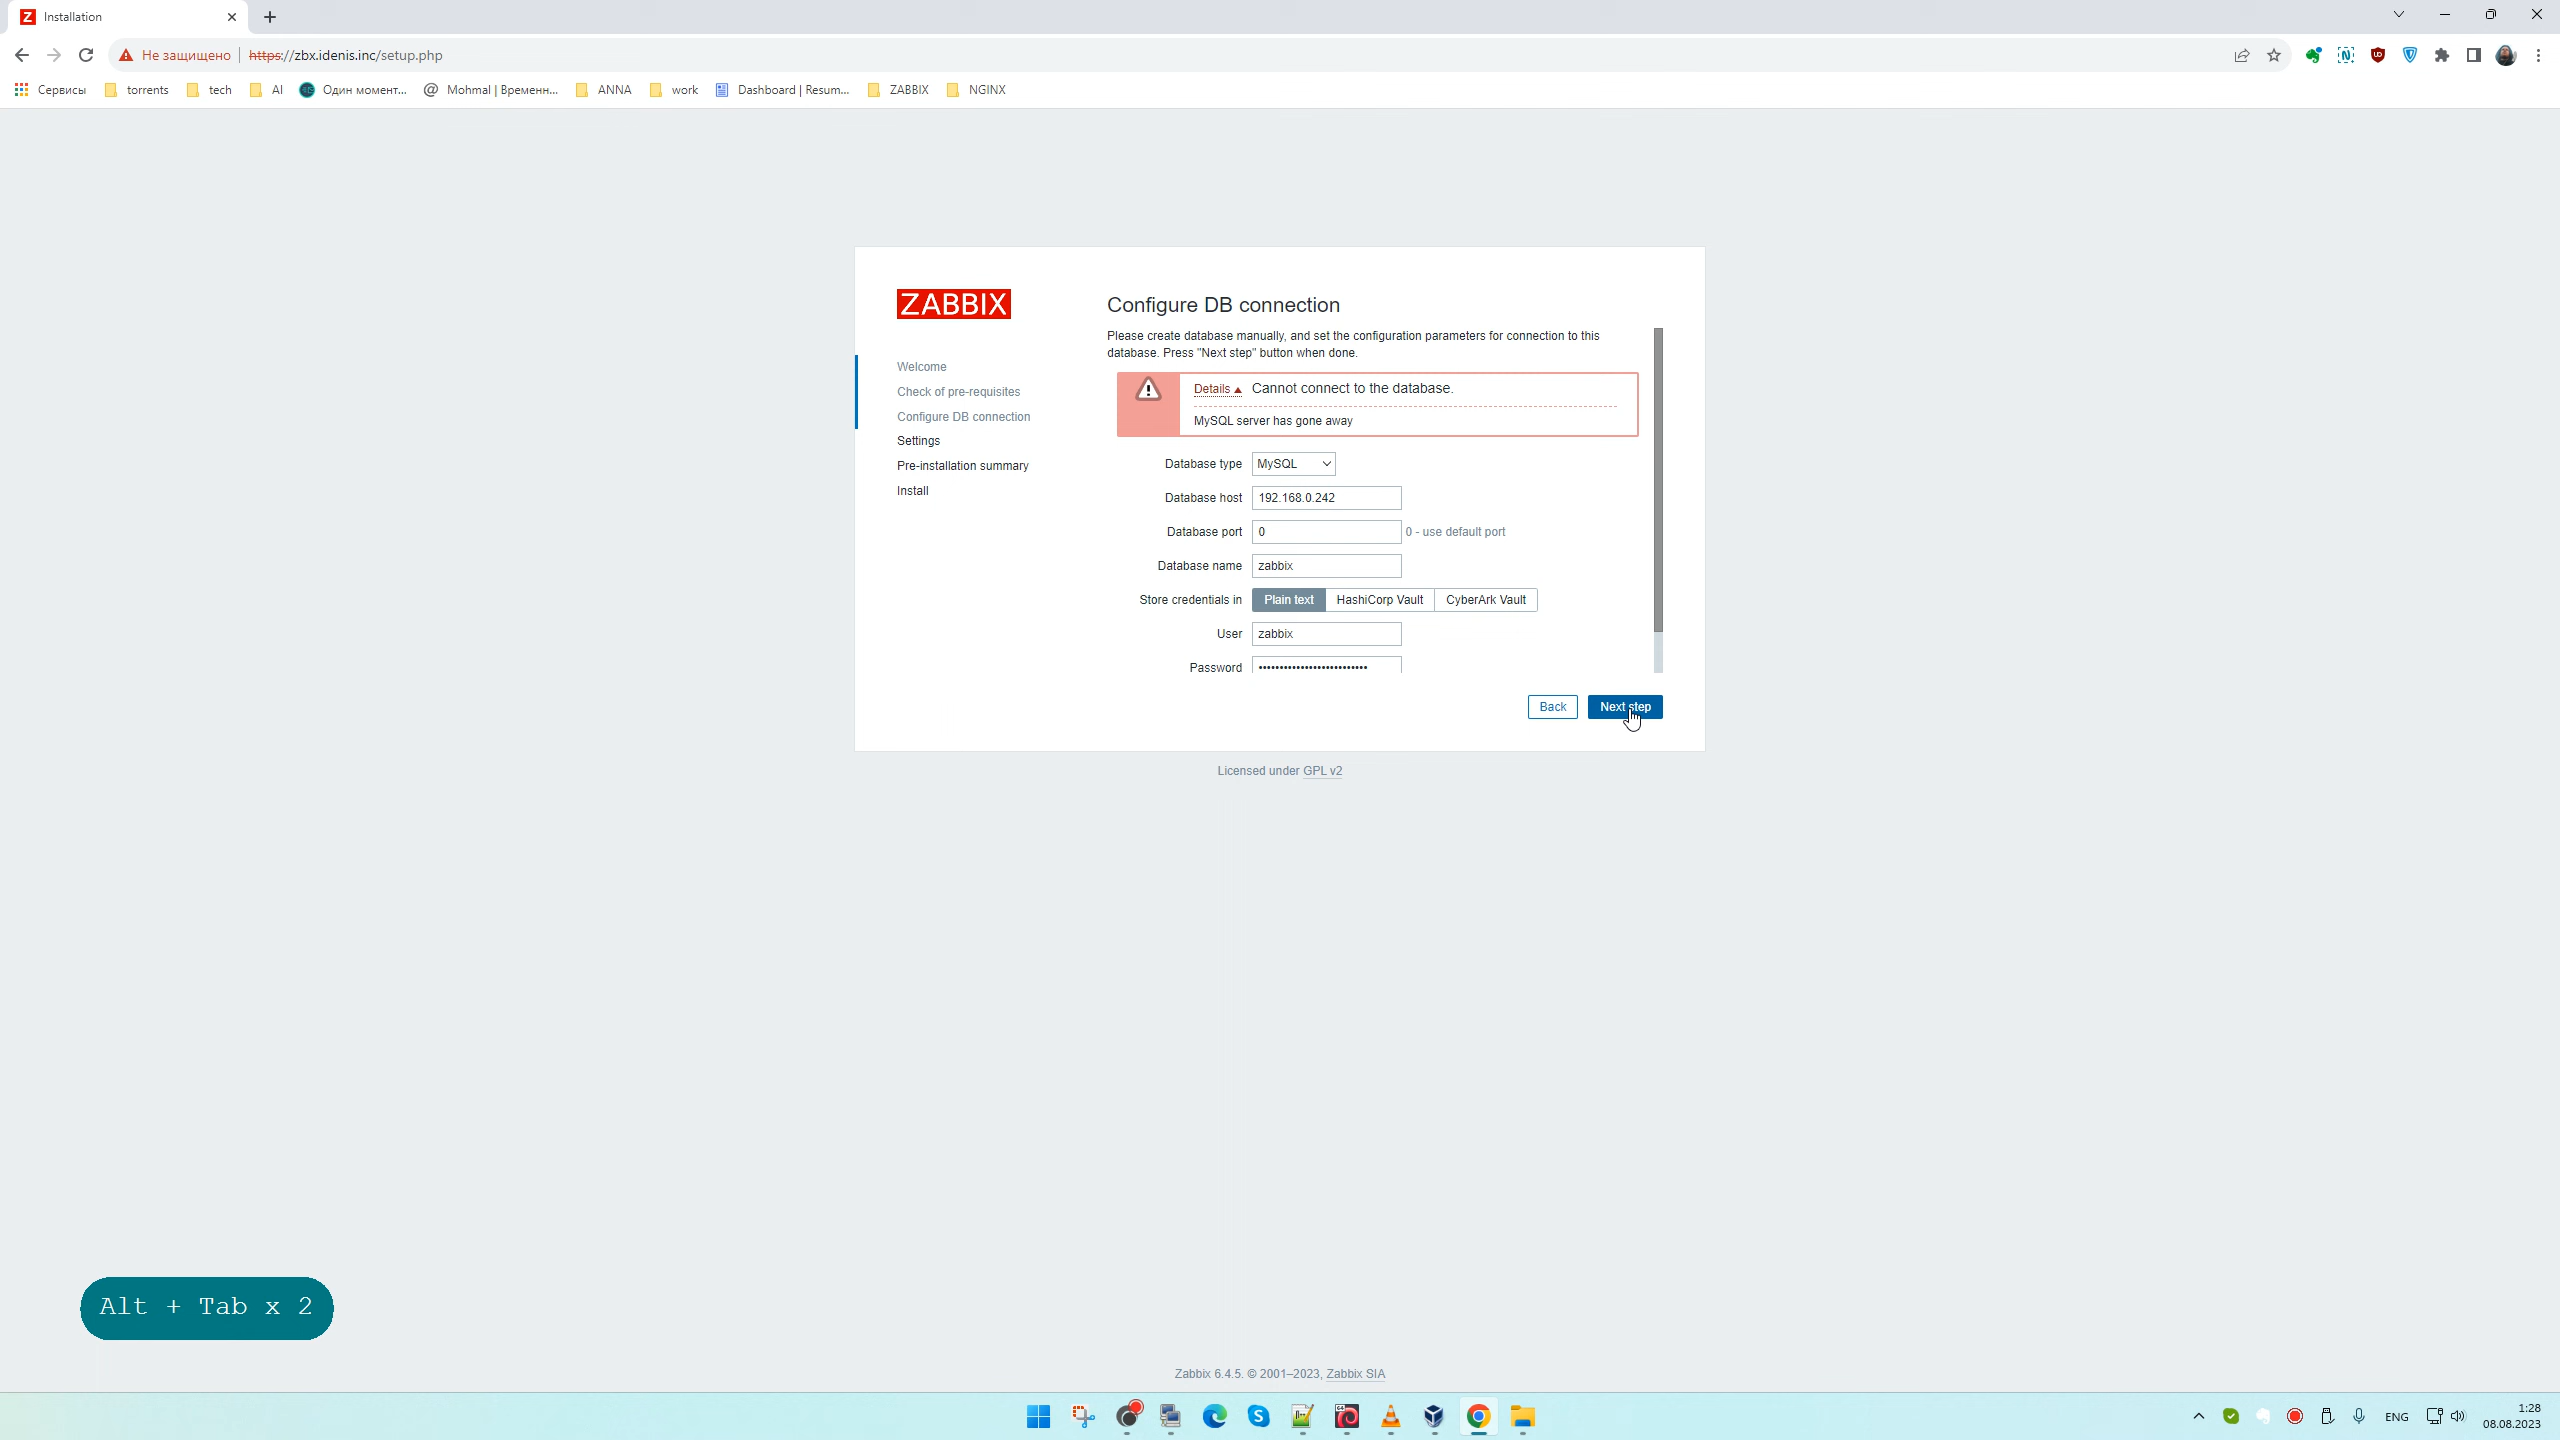 Installation
Не защищено
https://zbx.idenis.inc/setup.php
Сервисы
torrents
tech
AI
Один момент...
Mohmal | Временн...
ANNA
work
Dashboard | Resum...
ZABBIX
NGINX
ZABBIX
Welcome
Check of pre-requisites
Configure DB connection
Settings
Pre-installation summary
Install
Configure DB connection
Please create database manually, and set the configuration parameters for connection to this
database. Press "Next step" button when done.
Details Cannot connect to the database.
MySQL server has gone away
Database type MySQL
Database host 192.168.0.242
Database port 0 0 - use default port
Database name zabbix
Store credentials in Plain text HashiCorp Vault CyberArk Vault
User zabbix
Password ••••••••••••••••••••••••••
Back Next step
Licensed under GPL v2
Alt + Tab x 2
Zabbix 6.4.5. © 2001–2023, Zabbix SIA
ENG
1:28
08.08.2023